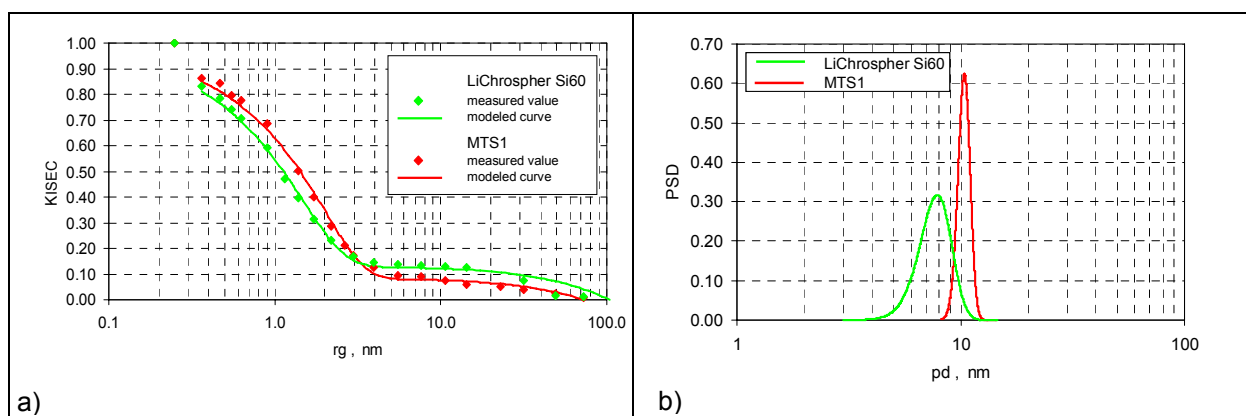 1.00
0.90
0.80
0.70
0.60
0.50
0.40
0.30
0.20
0.10
0.00
KISEC
0.1
1.0
10.0
100.0
rg , nm
LiChrospher Si60
measured value
modeled curve
MTS1
measured value
modeled curve
a)
0.70
0.60
0.50
0.40
0.30
0.20
0.10
0.00
PSD
LiChrospher Si60
MTS1
1
10
100
pd , nm
b)